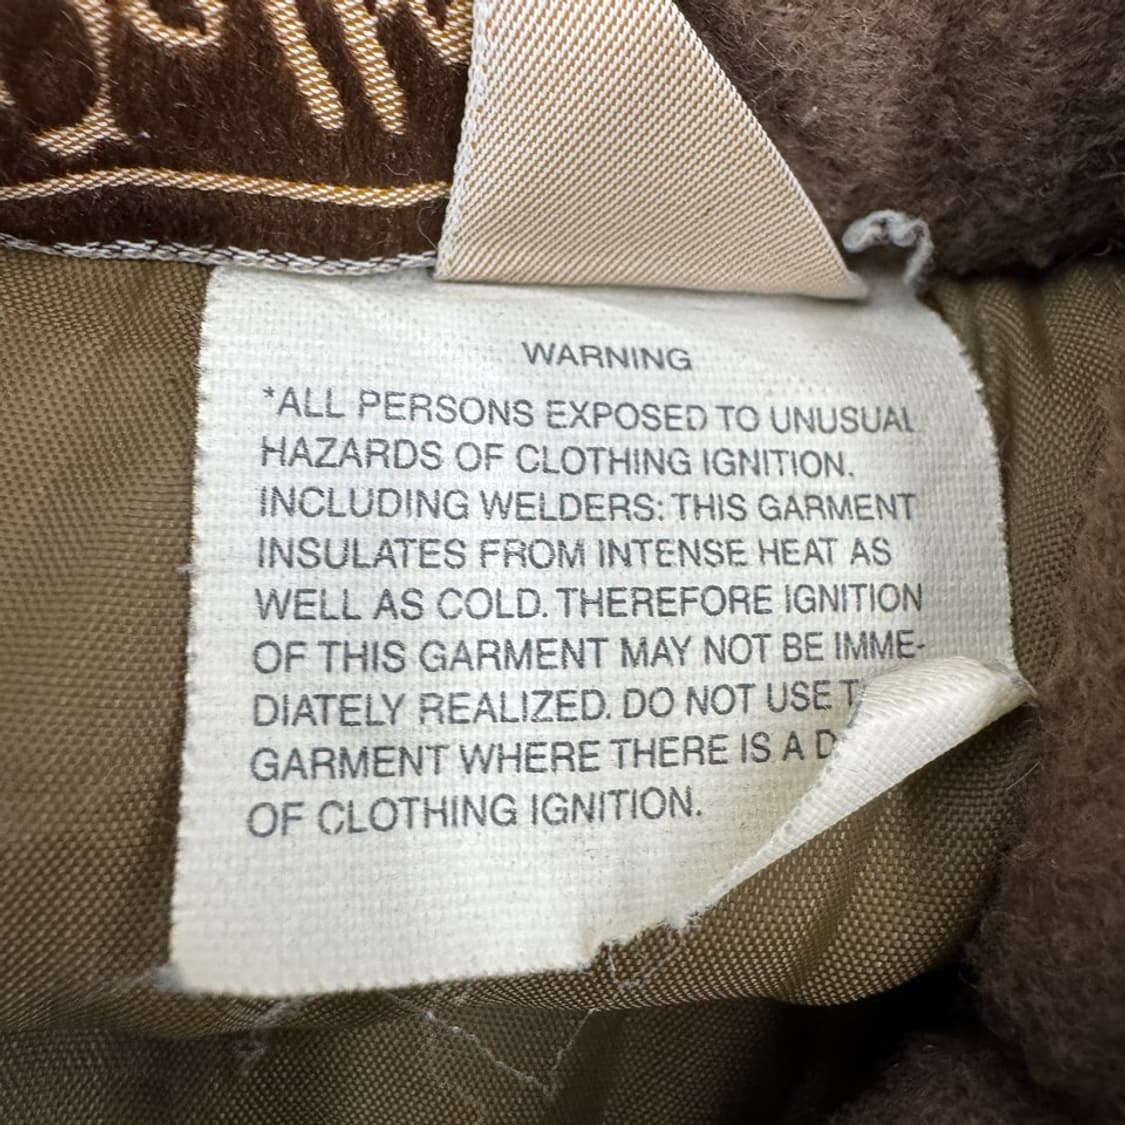 WARNING
*ALL PERSONS EXPOSED TO UNUSUAL
HAZARDS OF CLOTHING IGNITION.
INCLUDING WELDERS: THIS GARMENT
INSULATES FROM INTENSE HEAT AS
WELL AS COLD. THEREFORE IGNITION
OF THIS GARMENT MAY NOT BE IMME-
DIATELY REALIZED. DO NOT USE
GARMENT WHERE THERE IS A
OF CLOTHING IGNITION.